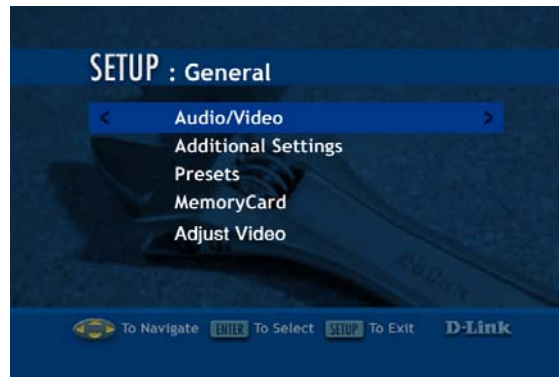 SETUP : General
< Audio/Video >
Additional Settings
Presets
MemoryCard
Adjust Video
To Navigate ENTER To Select SETUP To Exit D-Link